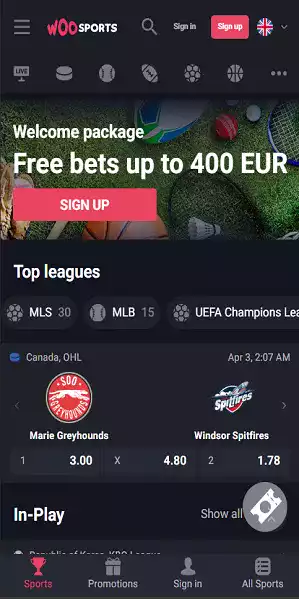 WOOSPORTS Sign in Sign up
LIVE
Welcome package
Free bets up to 400 EUR
SIGN UP
Top leagues
MLS 30 MLB 15 UEFA Champions Lea
Canada, OHL Apr 3, 2:07 AM
SOO
GREYHOUNDS
Spitfires
Marie Greyhounds Windsor Spitfires
1 3.00 X 4.80 2 1.78
In-Play Show all
Republic of Korea, KBO League
Sports Promotions Sign in All Sports